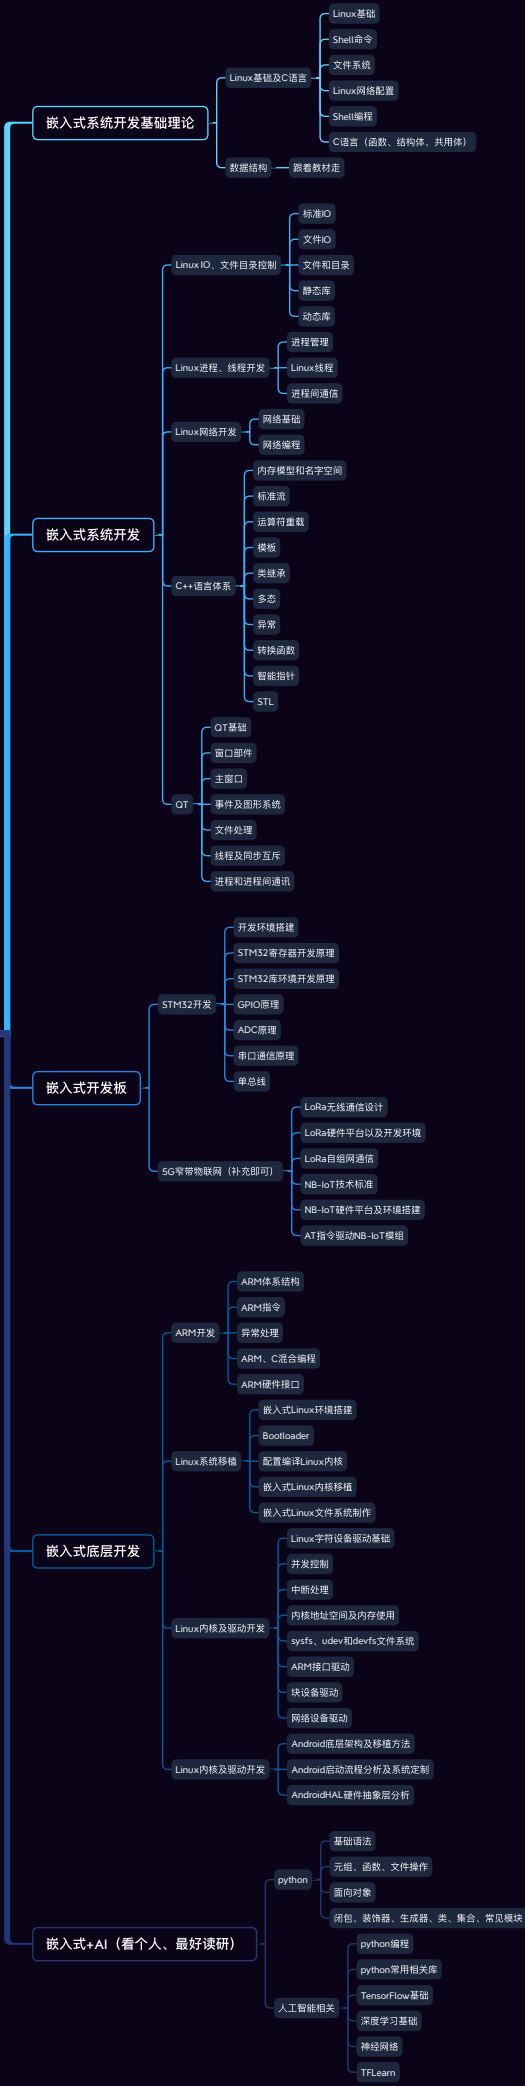 嵌入式系统开发基础理论
Linux基础及C语言
Linux基础
Shell命令
文件系统
Linux网络配置
Shell编程
C语言（函数、结构体、共用体）
数据结构
跟着教材走
嵌入式系统开发
Linux IO、文件目录控制
标准IO
文件IO
文件和目录
静态库
动态库
Linux进程、线程开发
进程管理
Linux线程
进程间通信
Linux网络开发
网络基础
网络编程
C++语言体系
内存模型和名字空间
标准流
运算符重载
模板
类继承
多态
异常
转换函数
智能指针
STL
QT
QT基础
窗口部件
主窗口
事件及图形系统
文件处理
线程及同步互斥
进程和进程间通讯
嵌入式开发板
STM32开发
开发环境搭建
STM32寄存器开发原理
STM32库环境开发原理
GPIO原理
ADC原理
串口通信原理
单总线
5G窄带物联网（补充即可）
LoRa无线通信设计
LoRa硬件平台以及开发环境
LoRa自组网通信
NB-IoT技术标准
NB-IoT硬件平台及环境搭建
AT指令驱动NB-IoT模组
嵌入式底层开发
ARM开发
ARM体系结构
ARM指令
异常处理
ARM、C混合编程
ARM硬件接口
Linux系统移植
嵌入式Linux环境搭建
Bootloader
配置编译Linux内核
嵌入式Linux内核移植
嵌入式Linux文件系统制作
Linux内核及驱动开发
Linux字符设备驱动基础
并发控制
中断处理
内核地址空间及内存使用
sysfs、udev和devfs文件系统
ARM接口驱动
块设备驱动
网络设备驱动
Linux内核及驱动开发
Android底层架构及移植方法
Android启动流程分析及系统定制
AndroidHAL硬件抽象层分析
嵌入式+AI（看个人、最好读研）
python
基础语法
元组、函数、文件操作
面向对象
闭包、装饰器、生成器、类、集合、常见模块
人工智能相关
python编程
python常用相关库
TensorFlow基础
深度学习基础
神经网络
TFLearn